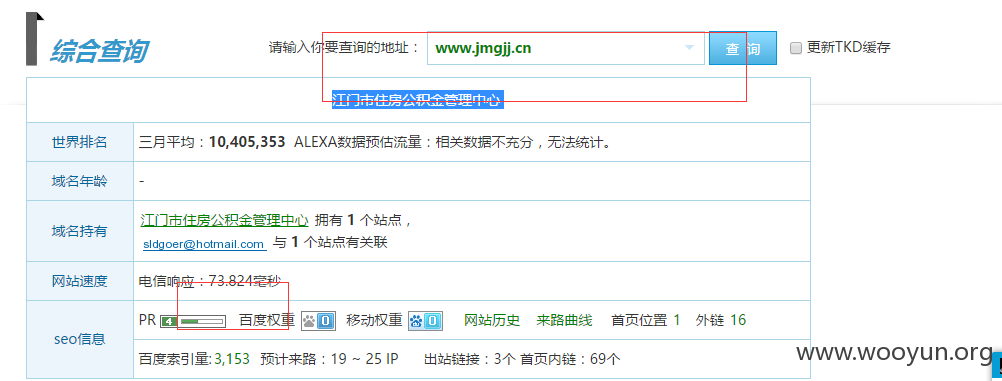 综合查询 请输入你要查询的地址： www.jmgjj.cn 查 询 更新TKD缓存
江门市住房公积金管理中心
世界排名 三月平均：10,405,353 ALEXA数据预估流量：相关数据不充分，无法统计。
域名年龄 -
域名持有 江门市住房公积金管理中心 拥有 1 个站点，
sldgoer@hotmail.com 与 1 个站点有关联
网站速度 电信响应：73.824毫秒
seo信息 PR 4 百度权重 0 移动权重 0 网站历史 来路曲线 首页位置 1 外链 16
百度索引量: 3,153 预计来路：19 ~ 25 IP 出站链接：3个 首页内链：69个
www.wooyun.org